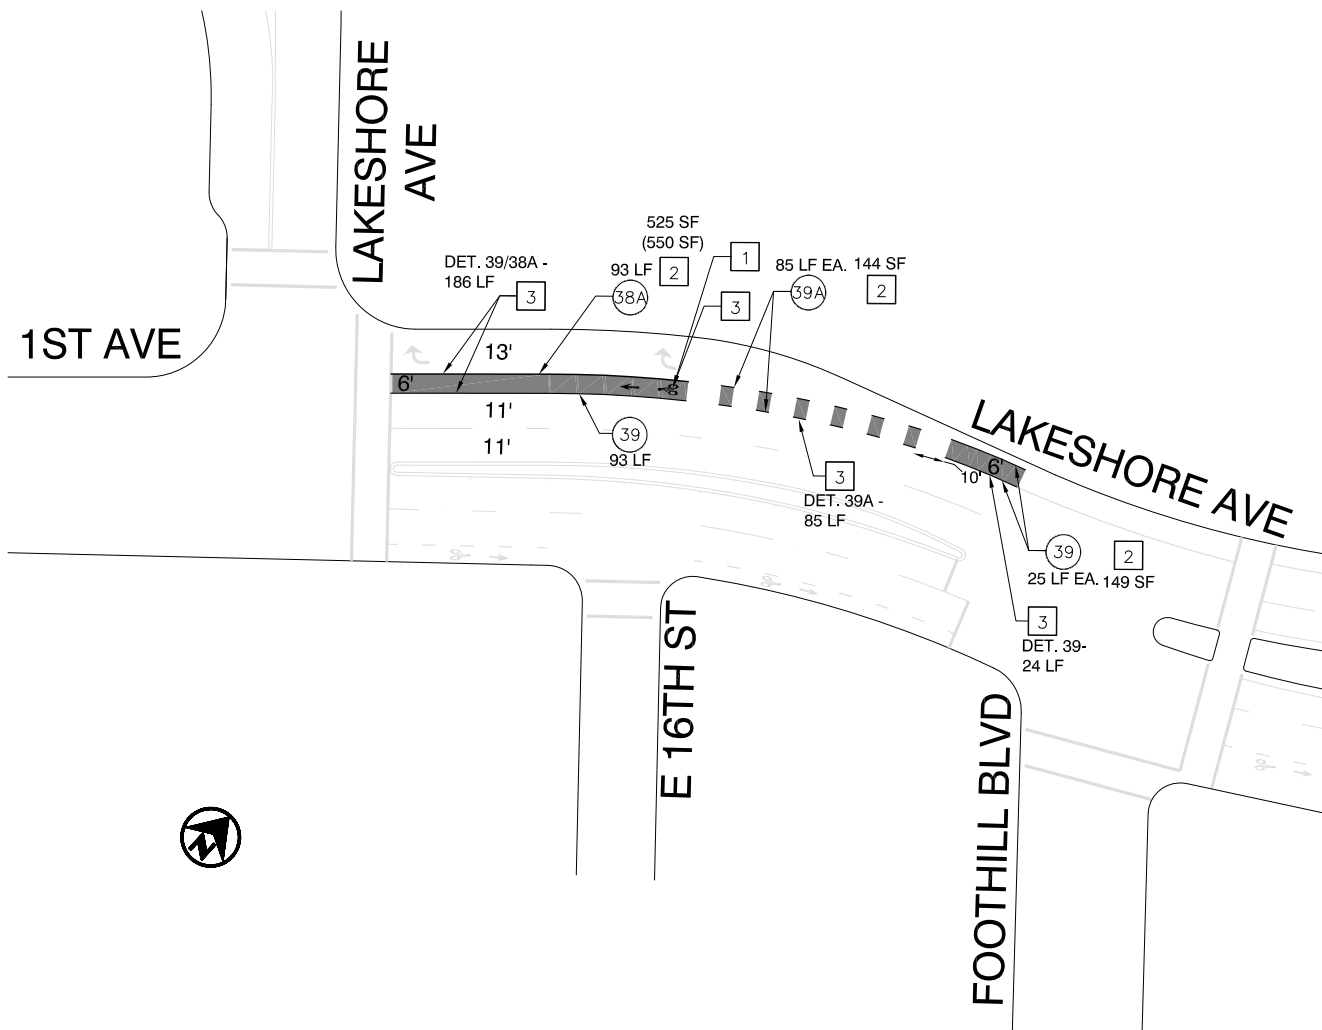 LAKESHORE
AVE
1ST AVE
DET. 39/38A -
186 LF
3
93 LF
38A
525 SF
(550 SF)
2
1
3
85 LF EA.
39A
144 SF
2
13'
6'
11'
11'
39
93 LF
3
DET. 39A -
85 LF
10'
6'
LAKESHORE AVE
39
25 LF EA.
2
149 SF
3
DET. 39-
24 LF
E 16TH ST
FOOTHILL BLVD
N